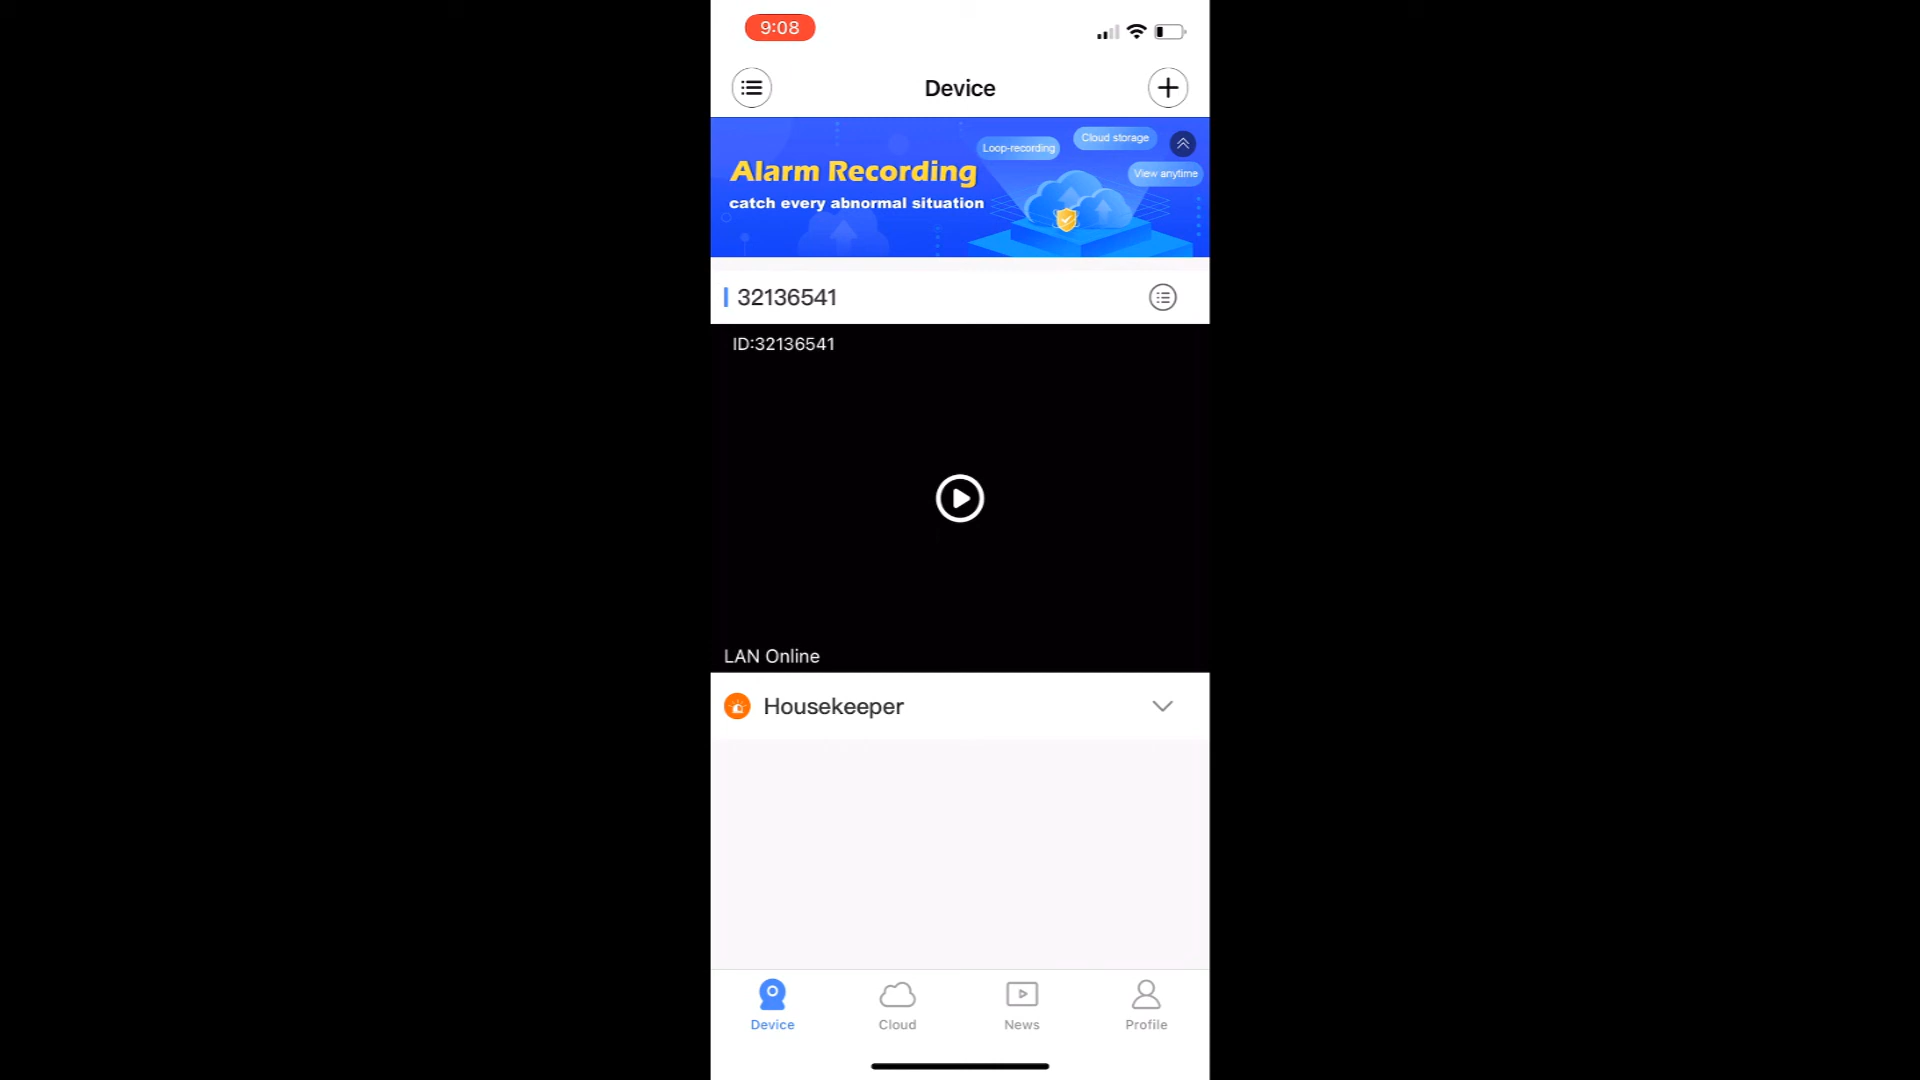 9:08
Device
Loop-recording
Cloud storage
View anytime
Alarm Recording
catch every abnormal situation
32136541
ID:32136541
LAN Online
Housekeeper
Device
Cloud
News
Profile